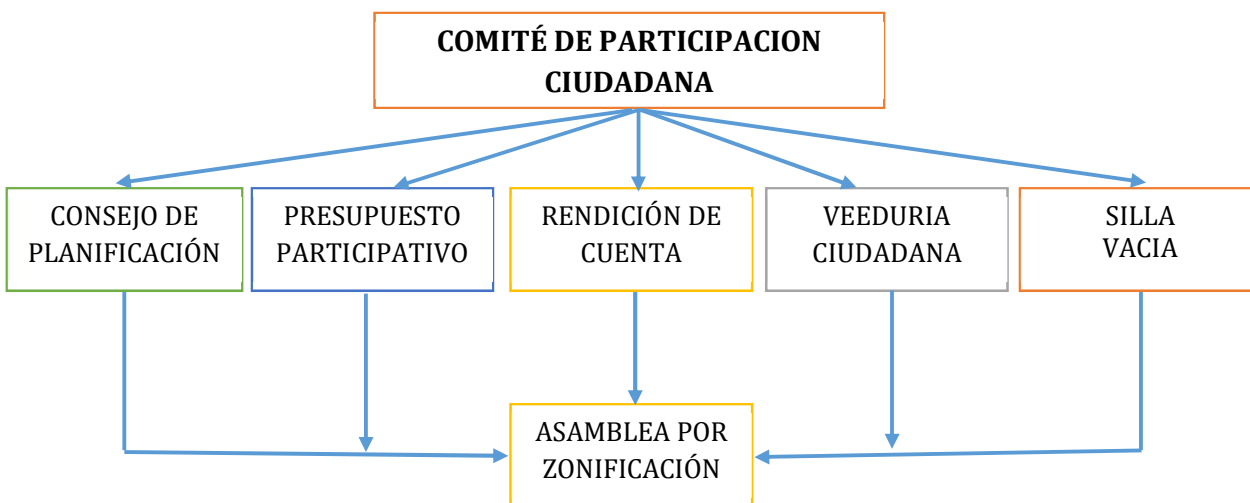 COMITÉ DE PARTICIPACION
CIUDADANA
CONSEJO DE
PLANIFICACIÓN
PRESUPUESTO
PARTICIPATIVO
RENDICIÓN DE
CUENTA
VEEDURIA
CIUDADANA
SILLA
VACIA
ASAMBLEA POR
ZONIFICACIÓN